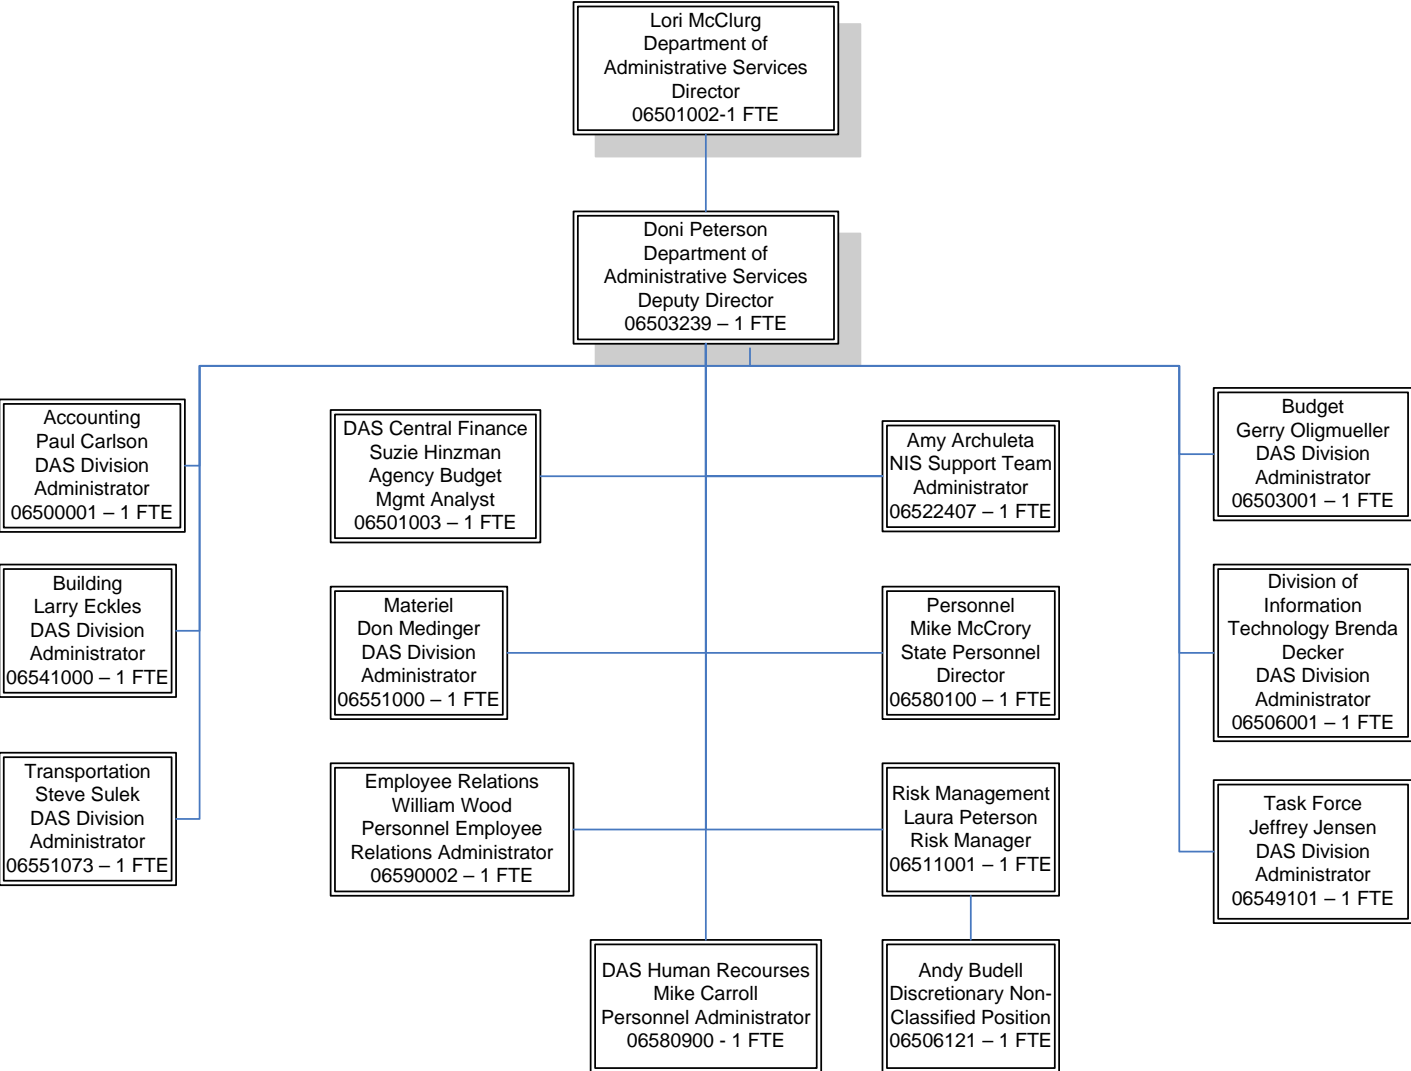 Lori McClurg
Department of
Administrative Services
Director
06501002-1 FTE
Doni Peterson
Department of
Administrative Services
Deputy Director
06503239 – 1 FTE
Accounting
Paul Carlson
DAS Division
Administrator
06500001 – 1 FTE
DAS Central Finance
Suzie Hinzman
Agency Budget
Mgmt Analyst
06501003 – 1 FTE
Amy Archuleta
NIS Support Team
Administrator
06522407 – 1 FTE
Budget
Gerry Oligmueller
DAS Division
Administrator
06503001 – 1 FTE
Building
Larry Eckles
DAS Division
Administrator
06541000 – 1 FTE
Materiel
Don Medinger
DAS Division
Administrator
06551000 – 1 FTE
Personnel
Mike McCrory
State Personnel
Director
06580100 – 1 FTE
Division of
Information
Technology Brenda
Decker
DAS Division
Administrator
06506001 – 1 FTE
Transportation
Steve Sulek
DAS Division
Administrator
06551073 – 1 FTE
Employee Relations
William Wood
Personnel Employee
Relations Administrator
06590002 – 1 FTE
Risk Management
Laura Peterson
Risk Manager
06511001 – 1 FTE
Task Force
Jeffrey Jensen
DAS Division
Administrator
06549101 – 1 FTE
DAS Human Recourses
Mike Carroll
Personnel Administrator
06580900 - 1 FTE
Andy Budell
Discretionary Non-
Classified Position
06506121 – 1 FTE